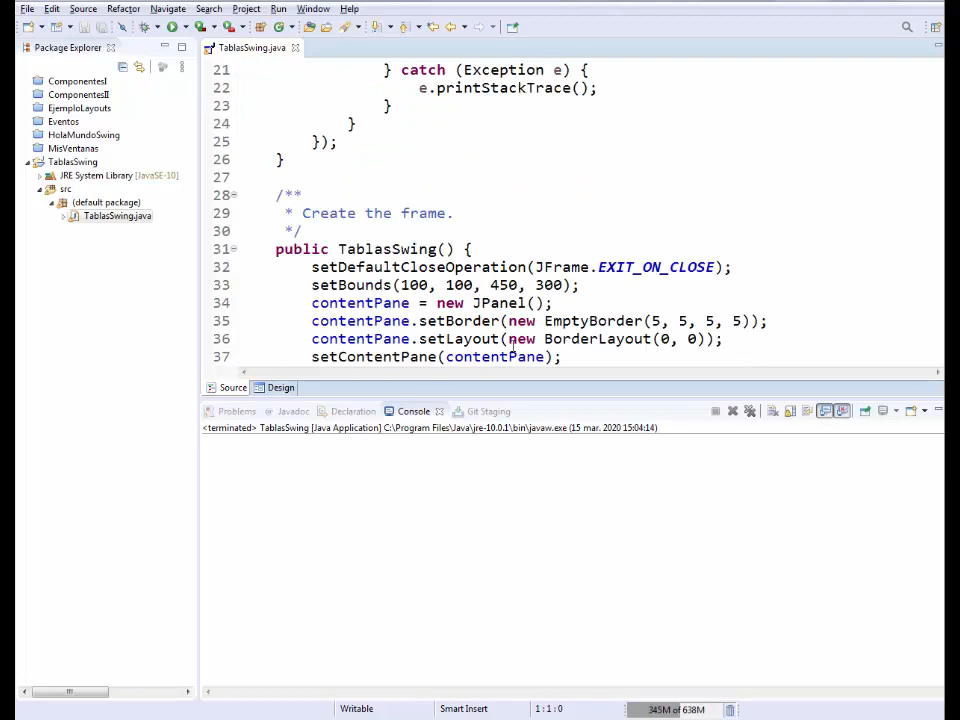 File Edit Source Refactor Navigate Search Project Run Window Help
Package Explorer
TablasSwing.java
ComponentesI
ComponentesII
EjemploLayouts
Eventos
HolaMundoSwing
MisVentanas
TablasSwing
JRE System Library [JavaSE-10]
src
(default package)
TablasSwing.java
21 } catch (Exception e) {
22 e.printStackTrace();
23 }
24 }
25 });
26 }
27
28 /**
29 * Create the frame.
30 */
31 public TablasSwing() {
32 setDefaultCloseOperation(JFrame.EXIT_ON_CLOSE);
33 setBounds(100, 100, 450, 300);
34 contentPane = new JPanel();
35 contentPane.setBorder(new EmptyBorder(5, 5, 5, 5));
36 contentPane.setLayout(new BorderLayout(0, 0));
37 setContentPane(contentPane);
Source Design
Problems Javadoc Declaration Console Git Staging
<terminated> TablasSwing [Java Application] C:\Program Files\Java\jre-10.0.1\bin\javaw.exe (15 mar. 2020 15:04:14)
Writable Smart Insert 1:1:0 345M of 638M